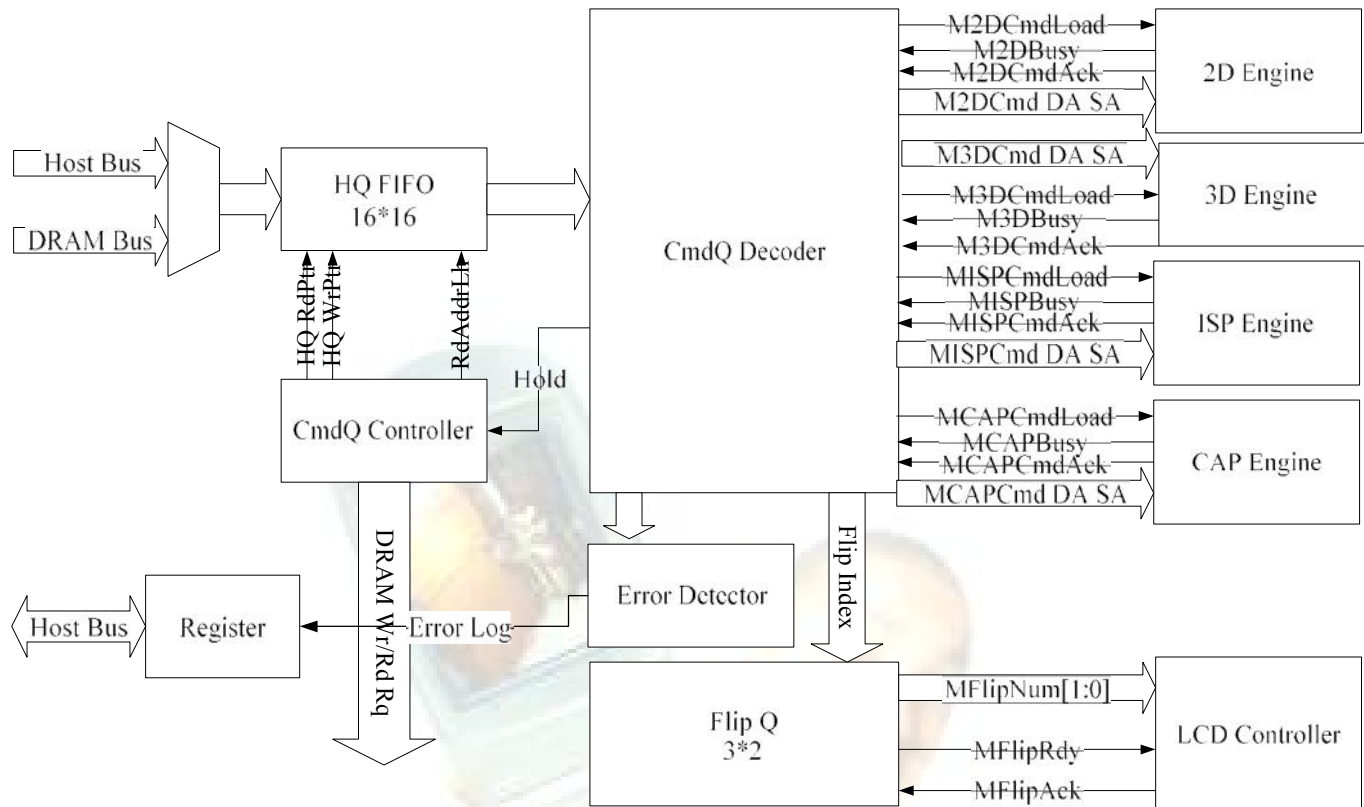 M2DCmdLoad
M2DBusy
M2DCmdAck
M2DCmd DA SA
2D Engine
Host Bus
DRAM Bus
HQ FIFO
16*16
CmdQ Decoder
M3DCmd DA SA
M3DCmdLoad
M3DBusy
M3DCmdAck
3D Engine
HQ RdPtr
HQ WrPtr
RdAddrLh
MISPCmdLoad
MISPBusy
MISPCmdAck
MISPCmd DA SA
ISP Engine
Hold
CmdQ Controller
MCAPCmdLoad
MCAPBusy
MCAPCmdAck
MCAPCmd DA SA
CAP Engine
DRAM Wr/Rd Rq
Flip Index
Host Bus
Register
Error Log
Error Detector
Flip Q
3*2
MFlipNum[1:0]
MFlipRdy
MFlipAck
LCD Controller